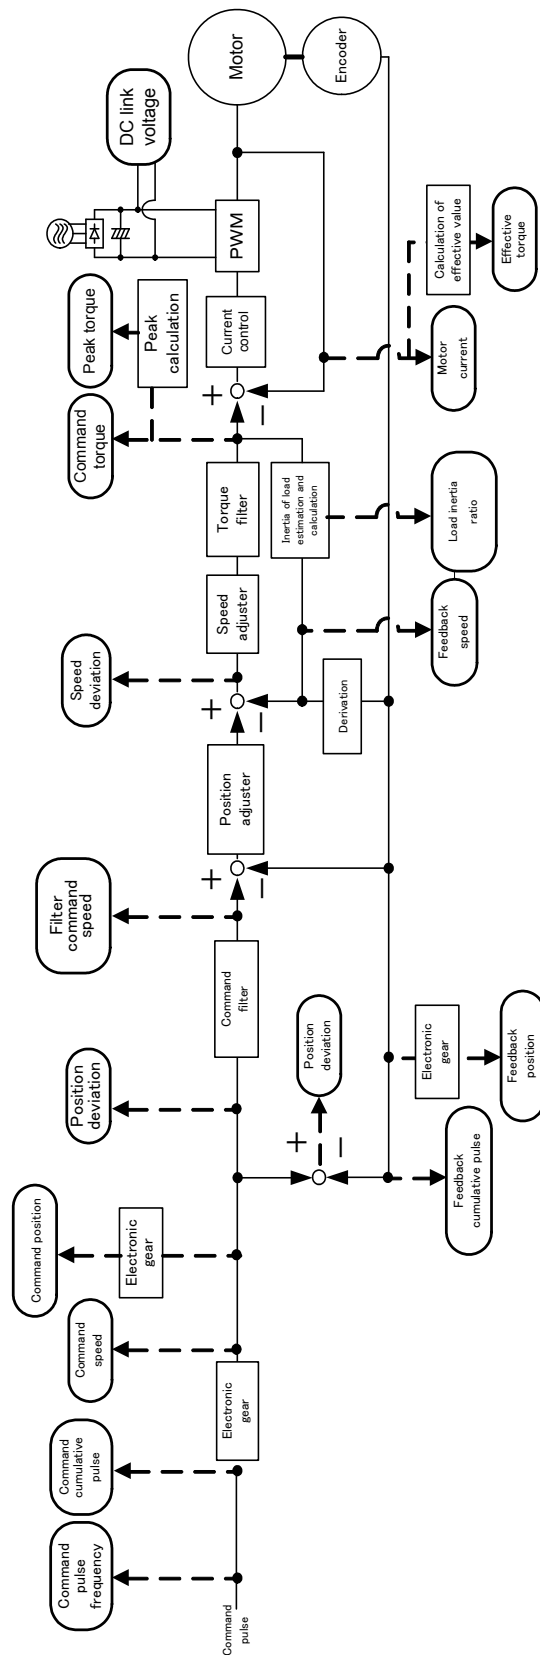 Command
pulse
Command
pulse
frequency
Command
cumulative
pulse
Electronic
gear
Command
speed
Command position
Electronic
gear
Position
deviation
Position
deviation
+
−
Feedback
cumulative pulse
Electronic
gear
Feedback
position
Command
filter
Filter
command
speed
+
−
Position
adjuster
+
−
Speed
deviation
Derivation
Speed
adjuster
Feedback
speed
Torque
filter
Inertia of load
estimation and
calculation
Load inertia
ratio
Command
torque
+
−
Peak torque
Peak
calculation
Current
control
Motor
current
PWM
DC link
voltage
Calculation of
effective value
Effective
torque
Motor
Encoder